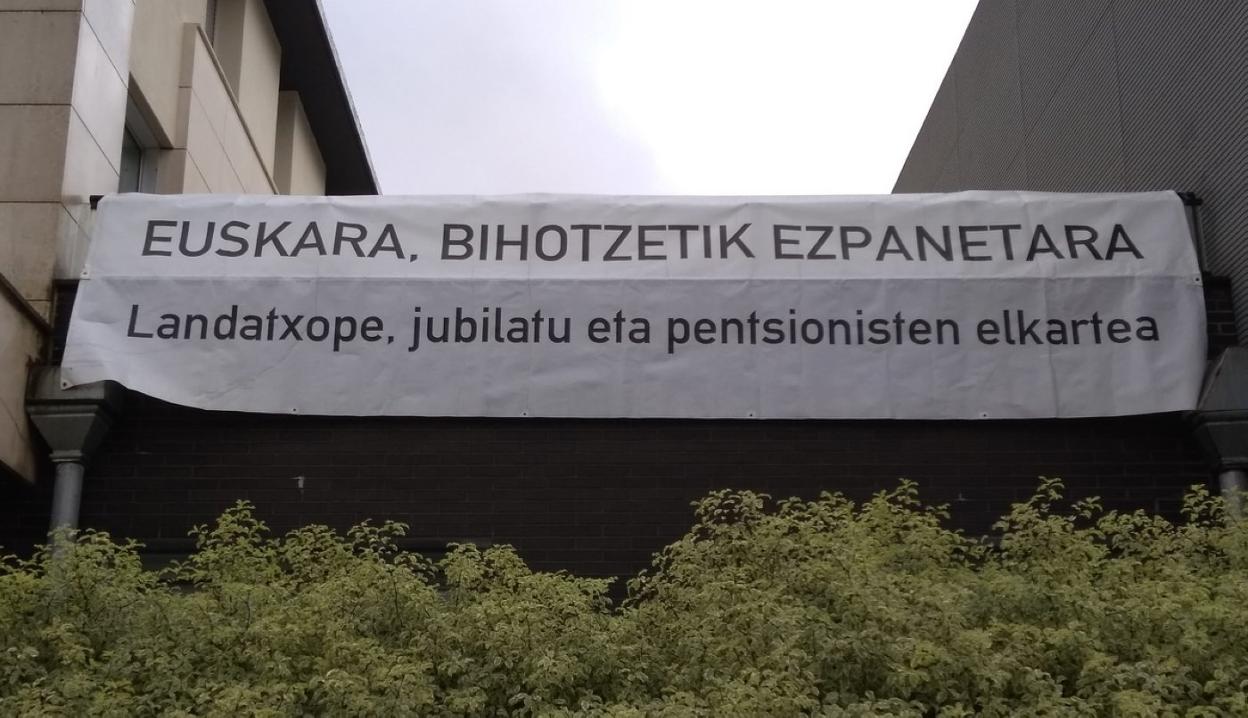 EUSKARA, BIHOTZETIK EZPANETARA
Landatxope, jubilatu eta pentsionisten elkartea